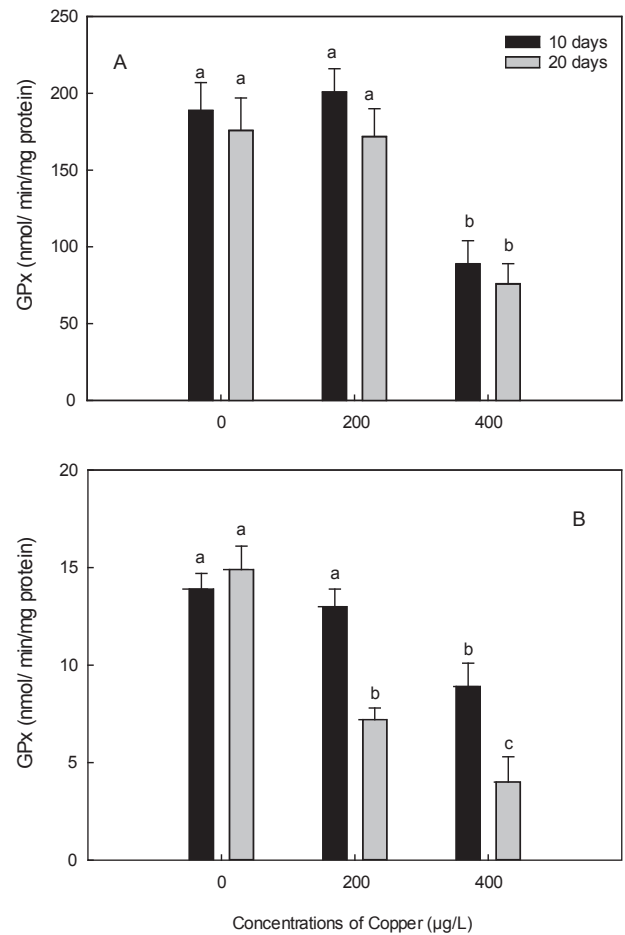 250
A
10 days
20 days
a
a
a
a
200
150
b
b
100
50
0
GPx (nmol/ min/mg protein)
0
200
400
20
B
a
a
a
15
b
10
b
c
5
0
GPx (nmol/ min/mg protein)
0
200
400
Concentrations of Copper (µg/L)